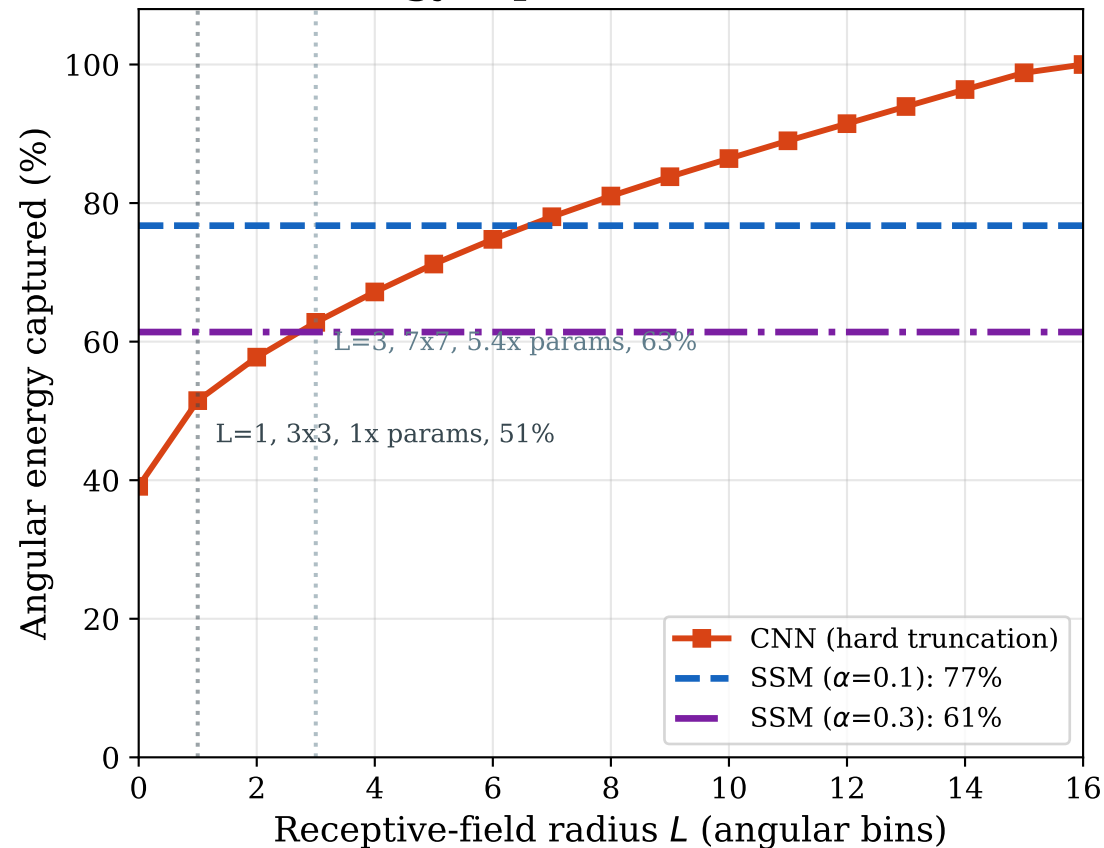 Angular energy captured (%)
100
80
60
40
20
0
L=3, 7x7, 5.4x params, 63%
L=1, 3x3, 1x params, 51%
CNN (hard truncation)
SSM (α=0.1): 77%
SSM (α=0.3): 61%
0 2 4 6 8 10 12 14 16
Receptive-field radius L (angular bins)